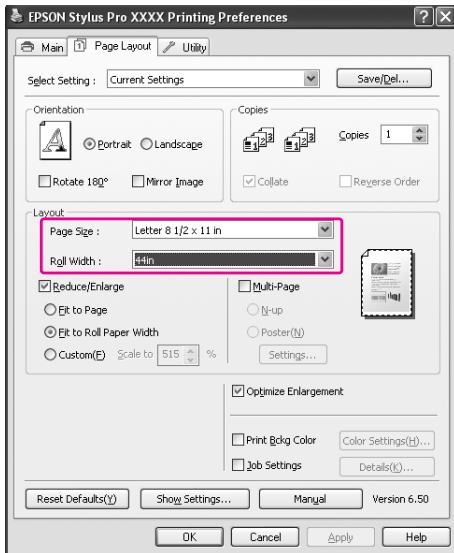 EPSON Stylus Pro XXXX Printing Preferences
Main Page Layout Utility
Select Setting : Current Settings Save/Del...
Orientation Copies
A Portrait Landscape Copies 1
Rotate 180° Mirror Image Collate Reverse Order
Layout
Page Size : Letter 8 1/2 x 11 in
Roll Width : 44in
Reduce/Enlarge Multi-Page
Fit to Page N-up
Fit to Roll Paper Width Poster(N)
Custom(F) Scale to 515 % Settings...
Optimize Enlargement
Print Bckg Color Color Settings(H)...
Job Settings Details(K)...
Reset Defaults(Y) Show Settings... Manual Version 6.50
OK Cancel Apply Help